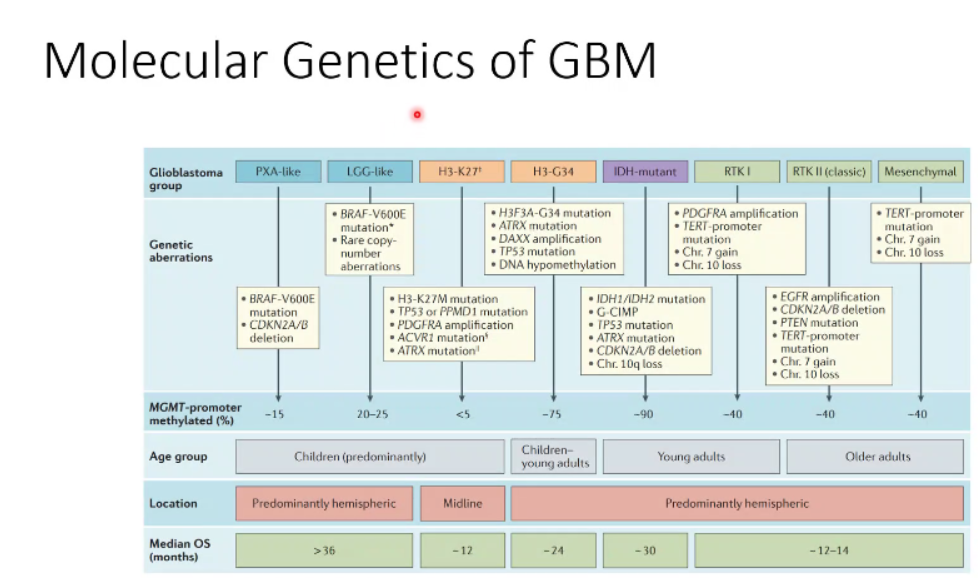 Molecular Genetics of GBM
Glioblastoma
group
PXA-like
LGG-like
H3-K27†
H3-G34
IDH-mutant
RTK I
RTK II (classic)
Mesenchymal
Genetic
aberrations
• BRAF-V600E
mutation
• CDKN2A/B
deletion
• BRAF-V600E
mutation*
• Rare copy-
number
aberrations
• H3-K27M mutation
• TP53 or PPMD1 mutation
• PDGFRA amplification
• ACVR1 mutation§
• ATRX mutation||
• H3F3A-G34 mutation
• ATRX mutation
• DAXX amplification
• TP53 mutation
• DNA hypomethylation
• IDH1/IDH2 mutation
• G-CIMP
• TP53 mutation
• ATRX mutation
• CDKN2A/B deletion
• Chr. 10q loss
• PDGFRA amplification
• TERT-promoter
mutation
• Chr. 7 gain
• Chr. 10 loss
• EGFR amplification
• CDKN2A/B deletion
• PTEN mutation
• TERT-promoter
mutation
• Chr. 7 gain
• Chr. 10 loss
• TERT-promoter
mutation
• Chr. 7 gain
• Chr. 10 loss
MGMT-promoter
methylated (%)
~15
20–25
<5
~75
~90
~40
~40
~40
Age group
Children (predominantly)
Children–
young adults
Young adults
Older adults
Location
Predominantly hemispheric
Midline
Predominantly hemispheric
Median OS
(months)
>36
~12
~24
~30
~12–14